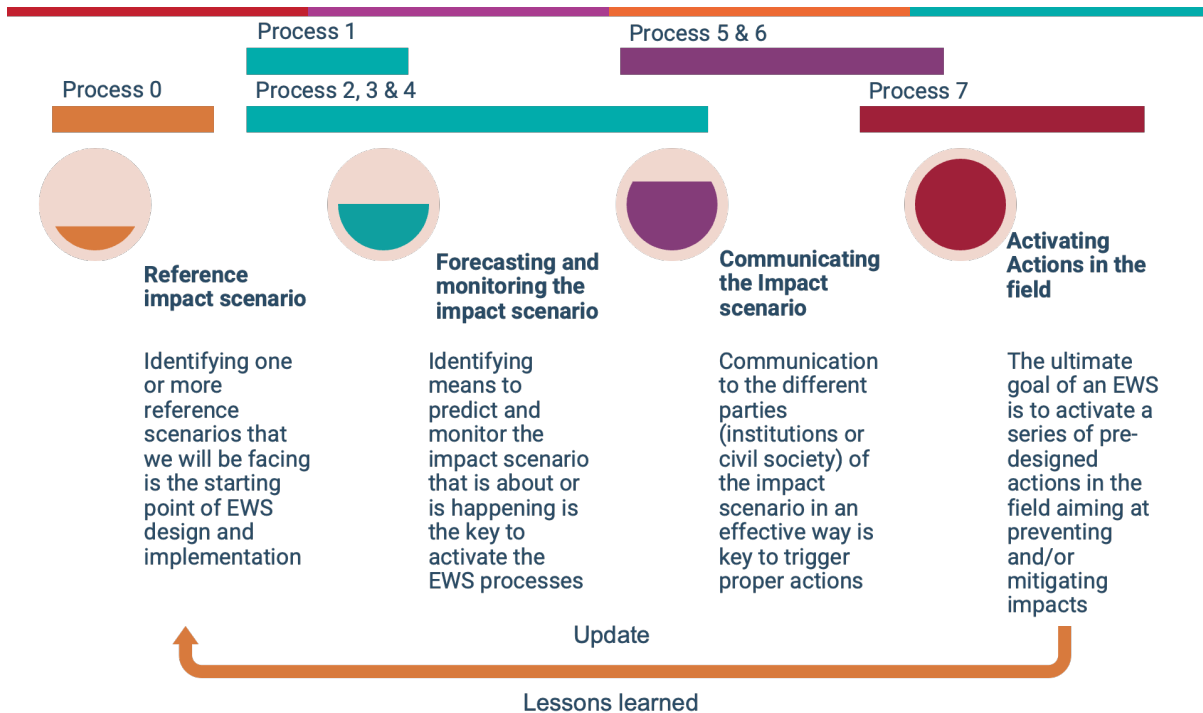 Process 1
Process 5 & 6
Process 0
Process 2, 3 & 4
Process 7
Reference
impact scenario
Identifying one
or more
reference
scenarios that
we will be facing
is the starting
point of EWS
design and
implementation
Forecasting and
monitoring the
impact scenario
Identifying
means to
predict and
monitor the
impact scenario
that is about or
is happening is
the key to
activate the
EWS processes
Communicating
the Impact
scenario
Communication
to the different
parties
(institutions or
civil society) of
the impact
scenario in an
effective way is
key to trigger
proper actions
Activating
Actions in the
field
The ultimate
goal of an EWS
is to activate a
series of pre-
designed
actions in the
field aiming at
preventing
and/or
mitigating
impacts
Update
Lessons learned